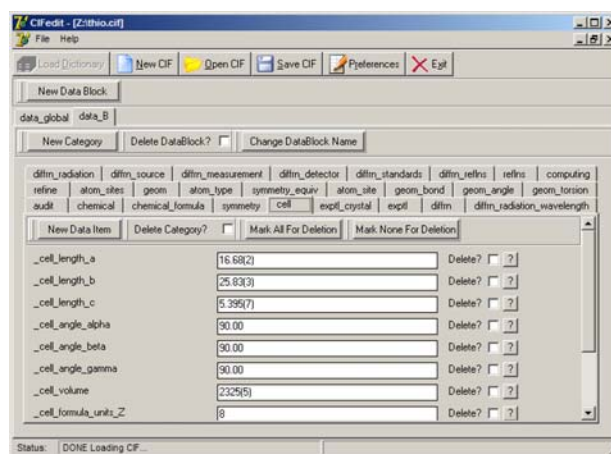 CIFedit - [Z:\thio.cif]
File Help
Load Dictionary New CIF Open CIF Save CIF Preferences Exit
New Data Block
data_global data_B
New Category Delete DataBlock? Change DataBlock Name
diffrn_radiation diffrn_source diffrn_measurement diffrn_detector diffrn_standards diffrn_reflns reflns computing
refine atom_sites geom atom_type symmetry_equiv atom_site geom_bond geom_angle geom_torsion
audit chemical chemical_formula symmetry cell exptl_crystal exptl diffrn diffrn_radiation_wavelength
New Data Item Delete Category? Mark All For Deletion Mark None For Deletion
_cell_length_a 16.68(2) Delete? ?
_cell_length_b 25.83(3) Delete? ?
_cell_length_c 5.395(7) Delete? ?
_cell_angle_alpha 90.00 Delete? ?
_cell_angle_beta 90.00 Delete? ?
_cell_angle_gamma 90.00 Delete? ?
_cell_volume 2325(5) Delete? ?
_cell_formula_units_Z 8 Delete? ?
Status: DONE Loading CIF...